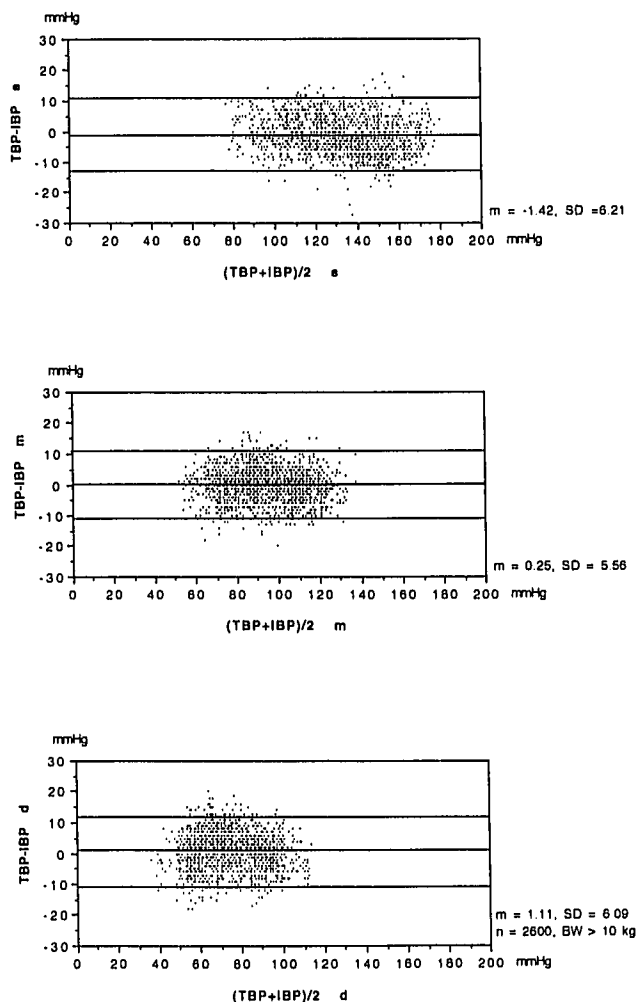 mmHg
30
20
10
0
-10
-20
-30
TBP-IBP s
0 20 40 60 80 100 120 140 160 180 200 mmHg
m = -1.42, SD =6.21
(TBP+IBP)/2 s
mmHg
30
20
10
0
-10
-20
-30
TBP-IBP m
0 20 40 60 80 100 120 140 160 180 200 mmHg
m = 0.25, SD = 5.56
(TBP+IBP)/2 m
mmHg
30
20
10
0
-10
-20
-30
TBP-IBP d
m = 1.11, SD = 6 09
n = 2600, BW > 10 kg
0 20 40 60 80 100 120 140 160 180 200 mmHg
(TBP+IBP)/2 d